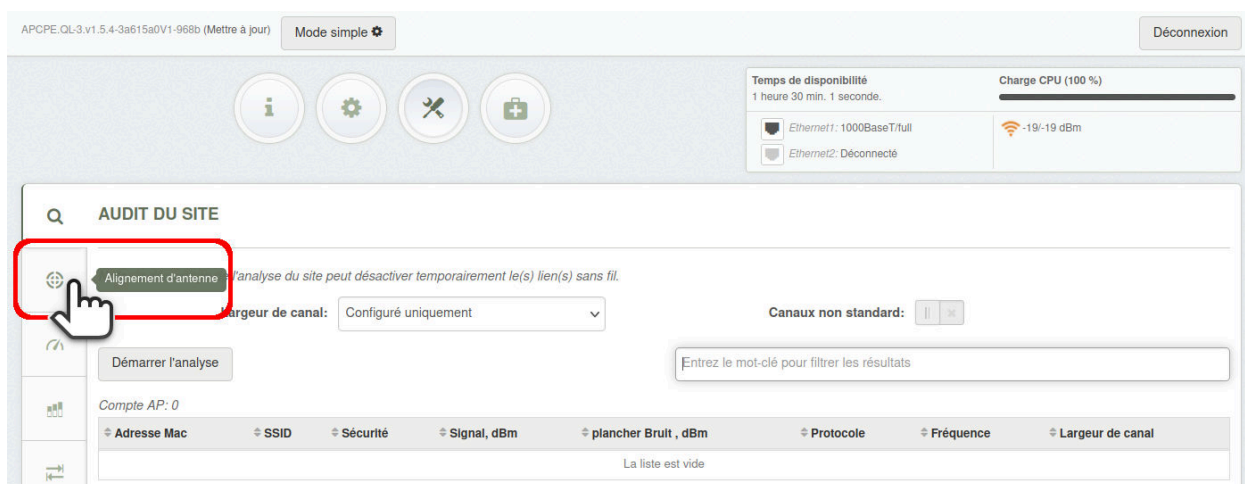 APCPE.QL-3.v1.5.4-3a615a0V1-968b (Mettre à jour) Mode simple Déconnexion
Temps de disponibilité Charge CPU (100 %)
1 heure 30 min. 1 seconde.
Ethernet1: 1000BaseT/full -19/-19 dBm
Ethernet2: Déconnecté
AUDIT DU SITE
Alignement d'antenne l'analyse du site peut désactiver temporairement le(s) lien(s) sans fil.
Largeur de canal: Configuré uniquement Canaux non standard:
Démarrer l'analyse Entrez le mot-clé pour filtrer les résultats
Compte AP: 0
Adresse Mac SSID Sécurité Signal, dBm plancher Bruit , dBm Protocole Fréquence Largeur de canal
La liste est vide